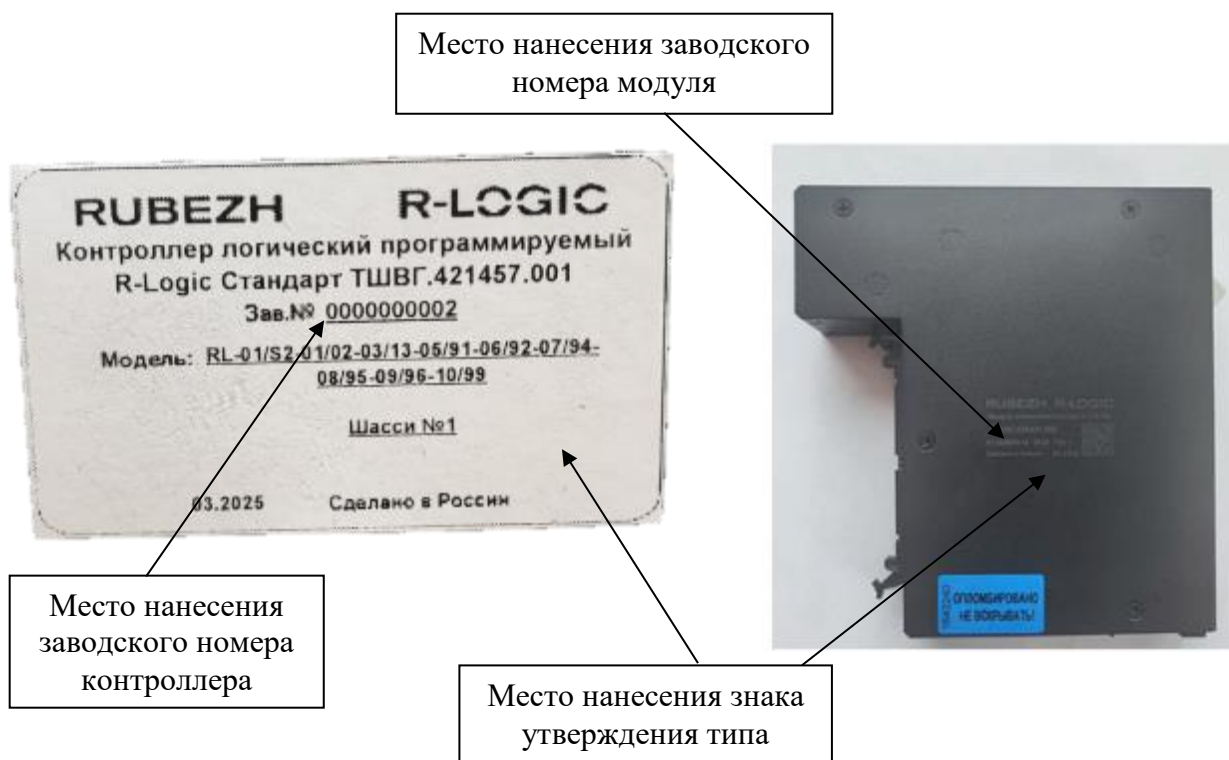 Место нанесения заводского
номера модуля
RUBEZH R-LOGIC
Контроллер логический программируемый
R-Logic Стандарт ТШВГ.421457.001
Зав.№ 0000000002
Модель: RL-01/S2-01/02-03/13-05/91-06/92-07/94-
08/95-09/96-10/99
Шасси №1
03.2025 Сделано в России
RUBEZH R-LOGIC
ОПЛОМБИРОВАНО
НЕ ВСКРЫВАТЬ!
Место нанесения
заводского номера
контроллера
Место нанесения знака
утверждения типа